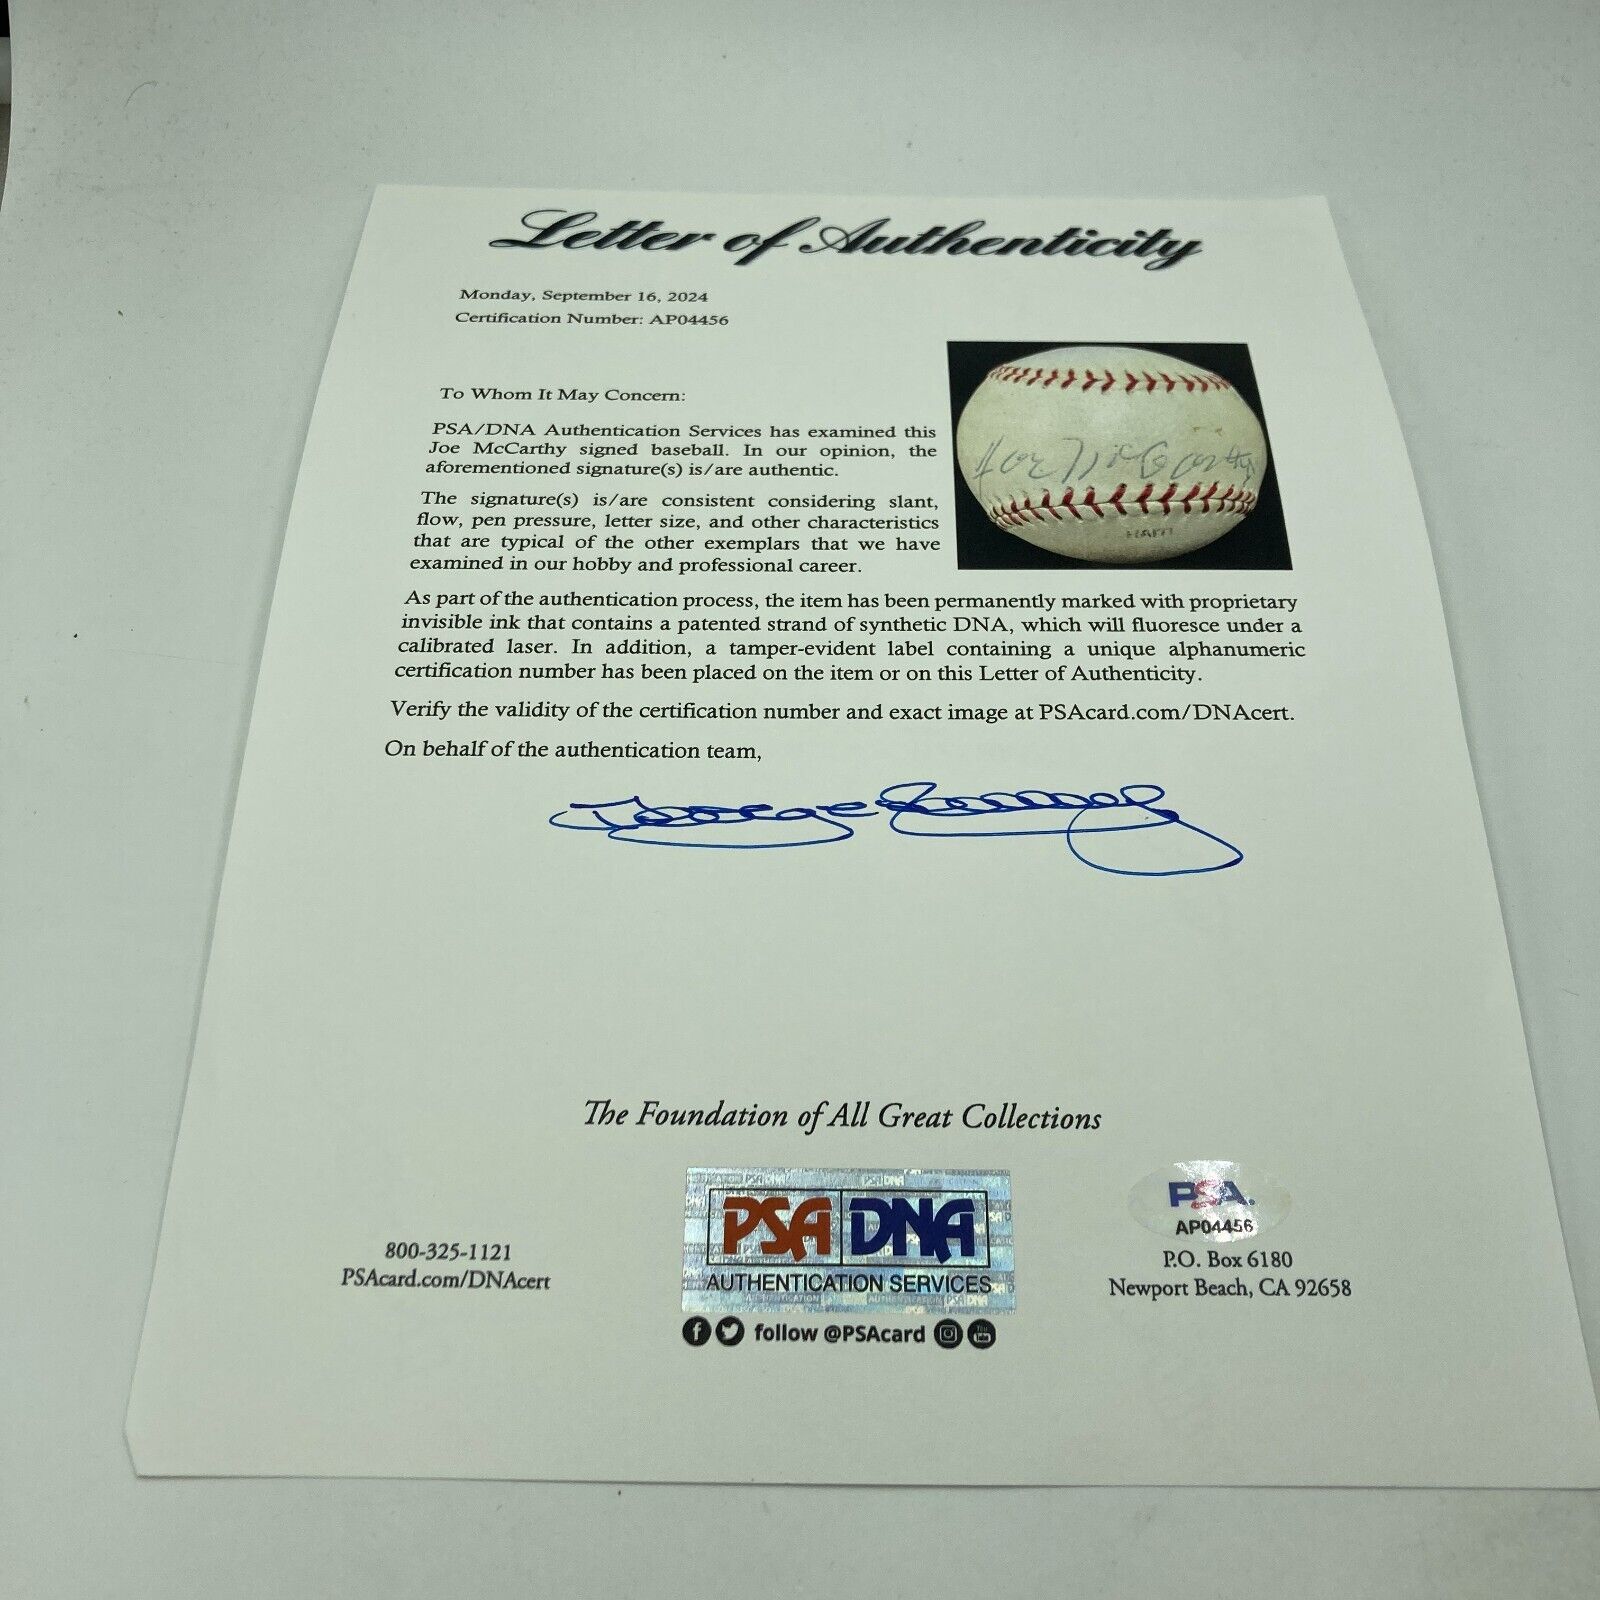 Letter of Authenticity
Monday, September 16, 2024
Certification Number: AP04456
To Whom It May Concern:
PSA/DNA Authentication Services has examined this
Joe McCarthy signed baseball. In our opinion, the
aforementioned signature(s) is/are authentic.
The signature(s) is/are consistent considering slant,
flow, pen pressure, letter size, and other characteristics
that are typical of the other exemplars that we have
examined in our hobby and professional career.
Joe McCarthy
As part of the authentication process, the item has been permanently marked with proprietary
invisible ink that contains a patented strand of synthetic DNA, which will fluoresce under a
calibrated laser. In addition, a tamper-evident label containing a unique alphanumeric
certification number has been placed on the item or on this Letter of Authenticity.
Verify the validity of the certification number and exact image at PSAcard.com/DNAcert.
On behalf of the authentication team,
The Foundation of All Great Collections
800-325-1121
PSAcard.com/DNAcert
PSA DNA
AUTHENTICATION SERVICES
follow @PSAcard
PSA.
AP04456
P.O. Box 6180
Newport Beach, CA 92658